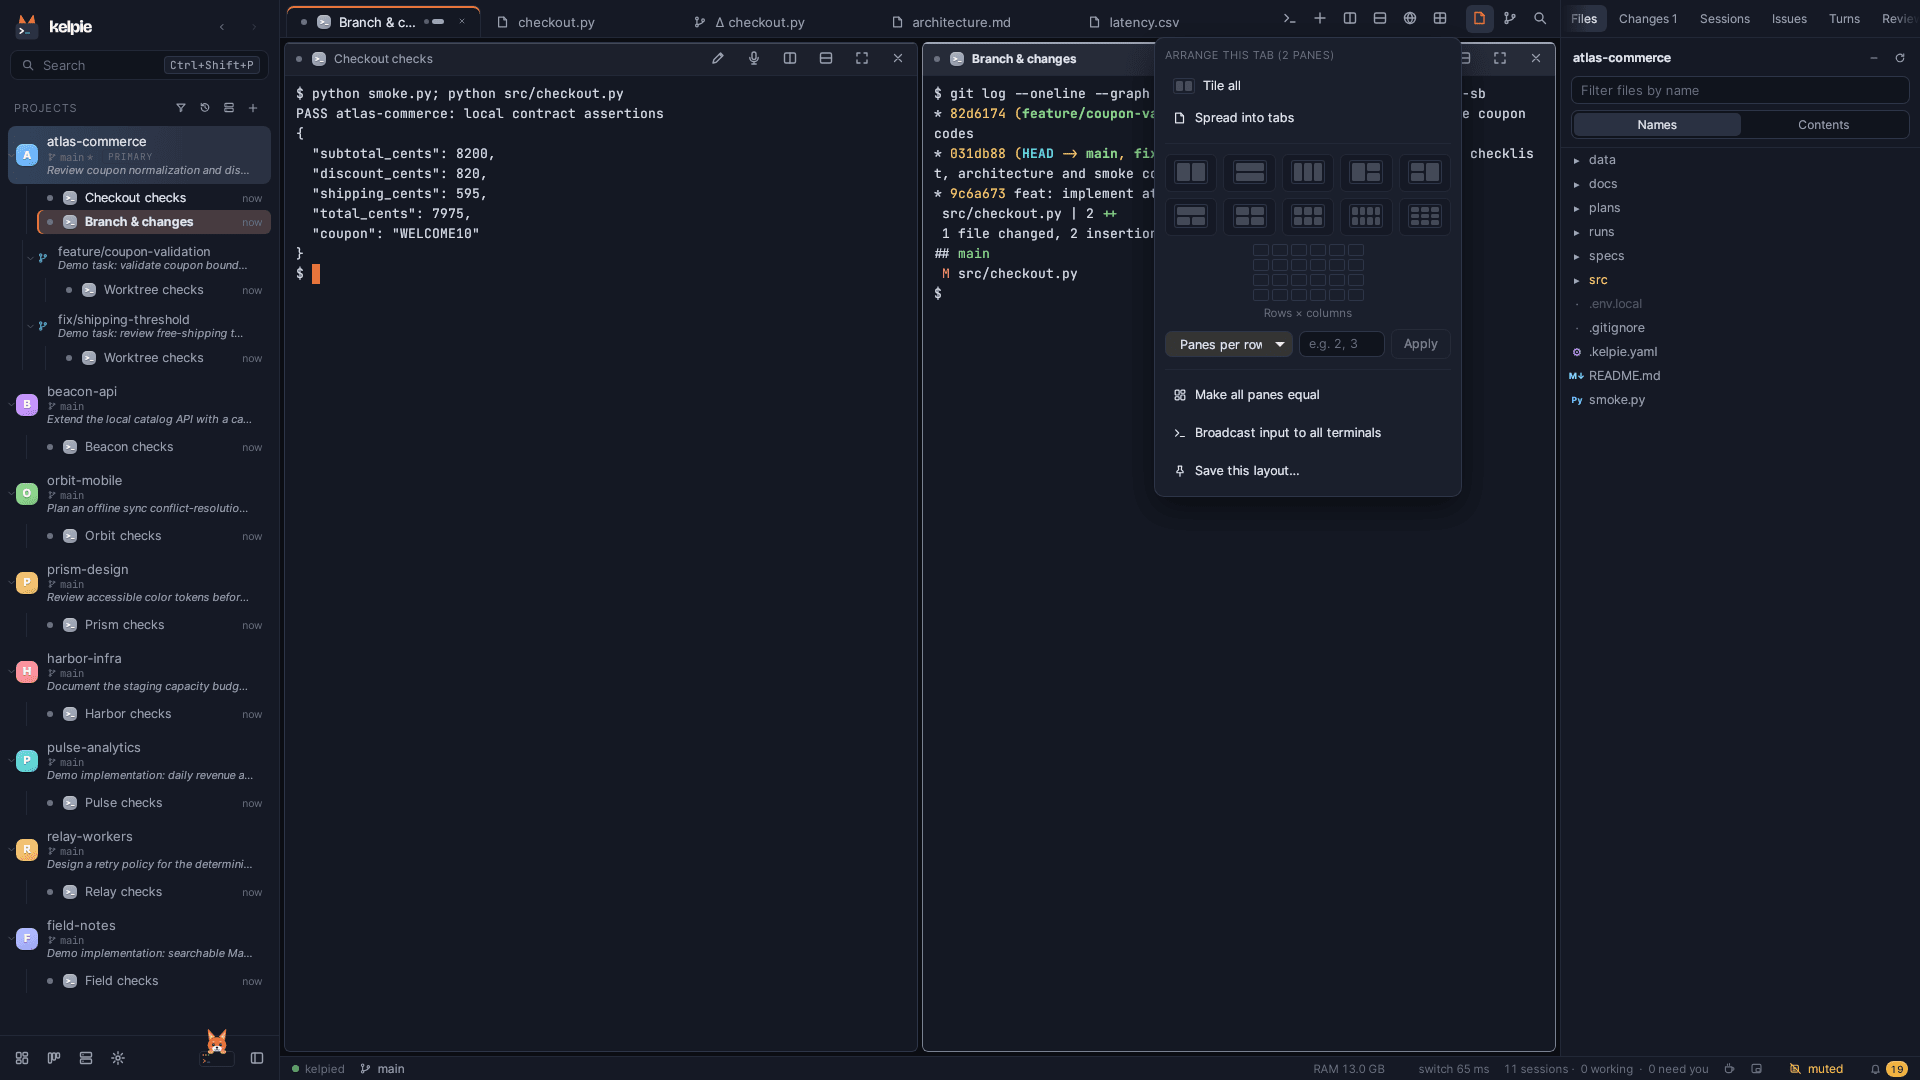 kelpie
Search
Ctrl+Shift+P
PROJECTS
A
atlas-commerce
main * PRIMARY
Review coupon normalization and dis...
Checkout checks now
Branch & changes now
feature/coupon-validation
Demo task: validate coupon bound...
Worktree checks now
fix/shipping-threshold
Demo task: review free-shipping t...
Worktree checks now
B
beacon-api
main
Extend the local catalog API with a ca...
Beacon checks now
O
orbit-mobile
main
Plan an offline sync conflict-resolutio...
Orbit checks now
P
prism-design
main
Review accessible color tokens befor...
Prism checks now
H
harbor-infra
main
Document the staging capacity budg...
Harbor checks now
P
pulse-analytics
main
Demo implementation: daily revenue a...
Pulse checks now
R
relay-workers
main
Design a retry policy for the determini...
Relay checks now
F
field-notes
main
Demo implementation: searchable Ma...
Field checks now
Branch & c...
checkout.py
Δ checkout.py
architecture.md
latency.csv
Checkout checks
$ python smoke.py; python src/checkout.py
PASS atlas-commerce: local contract assertions
{
"subtotal_cents": 8200,
"discount_cents": 820,
"shipping_cents": 595,
"total_cents": 7975,
"coupon": "WELCOME10"
}
$
Branch & changes
$ git log --oneline --graph -sb
* 82d6174 (feature/coupon-va e coupon
codes
* 031db88 (HEAD -> main, fix checklis
t, architecture and smoke co
* 9c6a673 feat: implement at
src/checkout.py | 2 ++
1 file changed, 2 insertion
## main
M src/checkout.py
$
ARRANGE THIS TAB (2 PANES)
Tile all
Spread into tabs
Rows × columns
Panes per row
e.g. 2, 3
Apply
Make all panes equal
Broadcast input to all terminals
Save this layout...
Files
Changes 1
Sessions
Issues
Turns
Review
atlas-commerce
Filter files by name
Names
Contents
data
docs
plans
runs
specs
src
.env.local
.gitignore
.kelpie.yaml
M↓ README.md
Py smoke.py
kelpied
main
RAM 13.0 GB
switch 65 ms
11 sessions · 0 working · 0 need you
muted
19